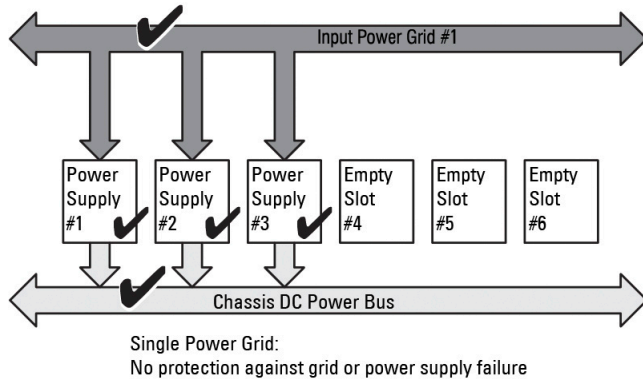 Input Power Grid #1
Power
Supply
#1
Power
Supply
#2
Power
Supply
#3
Empty
Slot
#4
Empty
Slot
#5
Empty
Slot
#6
Chassis DC Power Bus
Single Power Grid:
No protection against grid or power supply failure